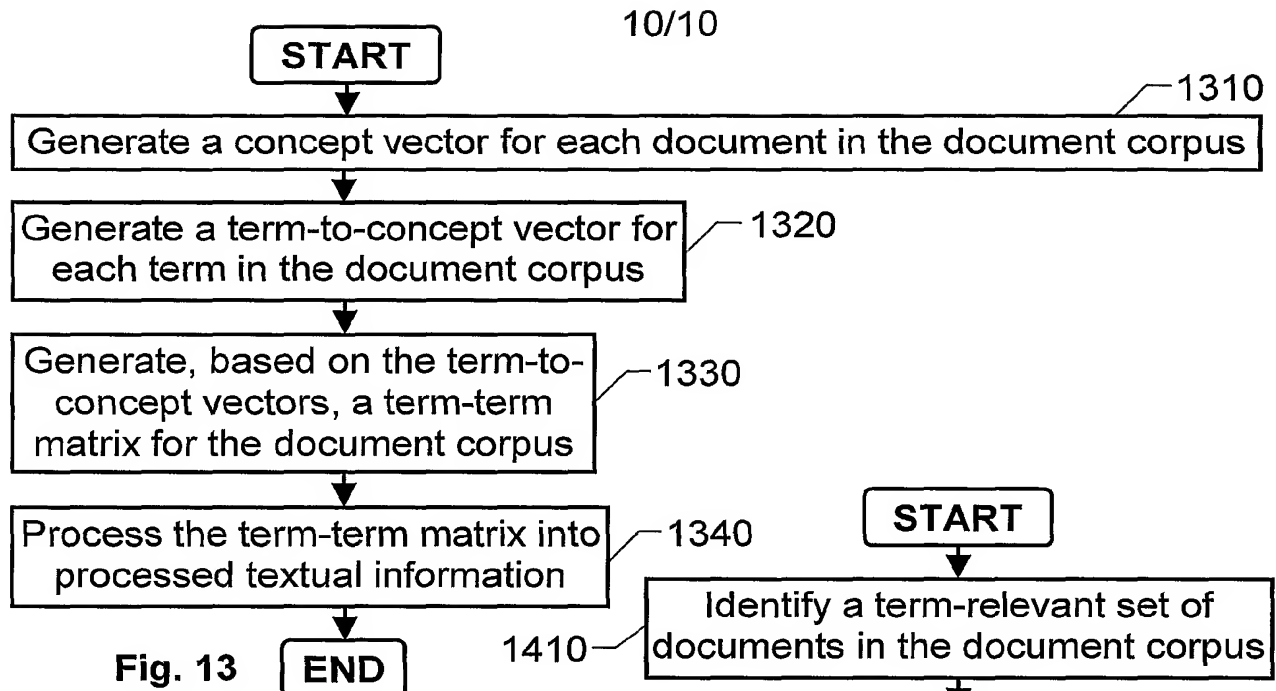 10/10
START
1310
Generate a concept vector for each document in the document corpus
Generate a term-to-concept vector for
each term in the document corpus
1320
Generate, based on the term-to-
concept vectors, a term-term
matrix for the document corpus
1330
Process the term-term matrix into
processed textual information
1340
END
Fig. 13
START
Identify a term-relevant set of
documents in the document corpus
1410